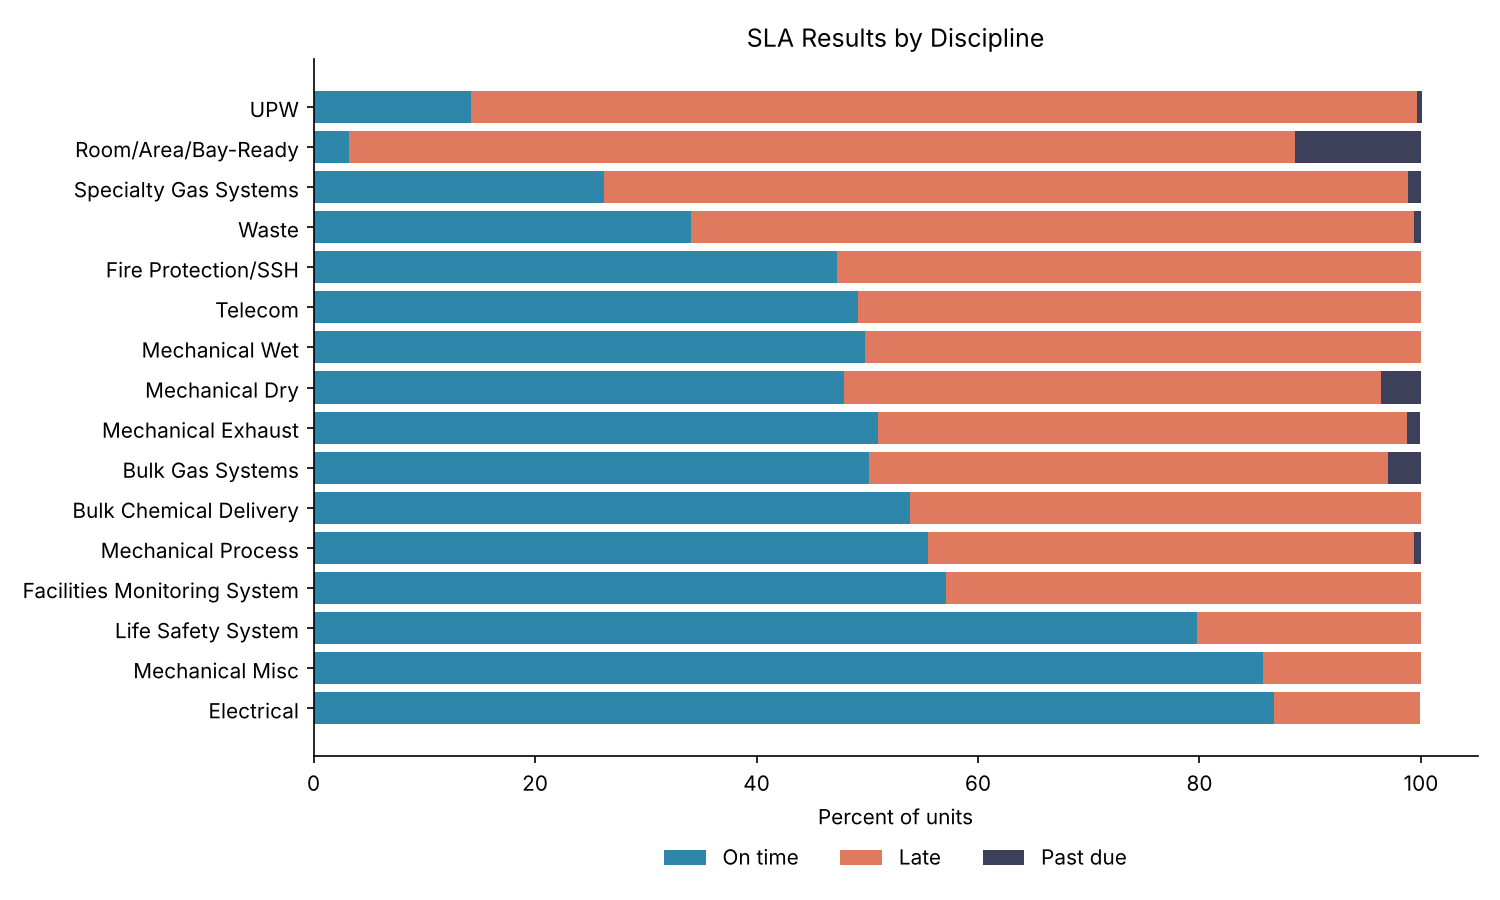 SLA Results by Discipline
UPW
Room/Area/Bay-Ready
Specialty Gas Systems
Waste
Fire Protection/SSH
Telecom
Mechanical Wet
Mechanical Dry
Mechanical Exhaust
Bulk Gas Systems
Bulk Chemical Delivery
Mechanical Process
Facilities Monitoring System
Life Safety System
Mechanical Misc
Electrical
0 20 40 60 80 100
Percent of units
On time Late Past due